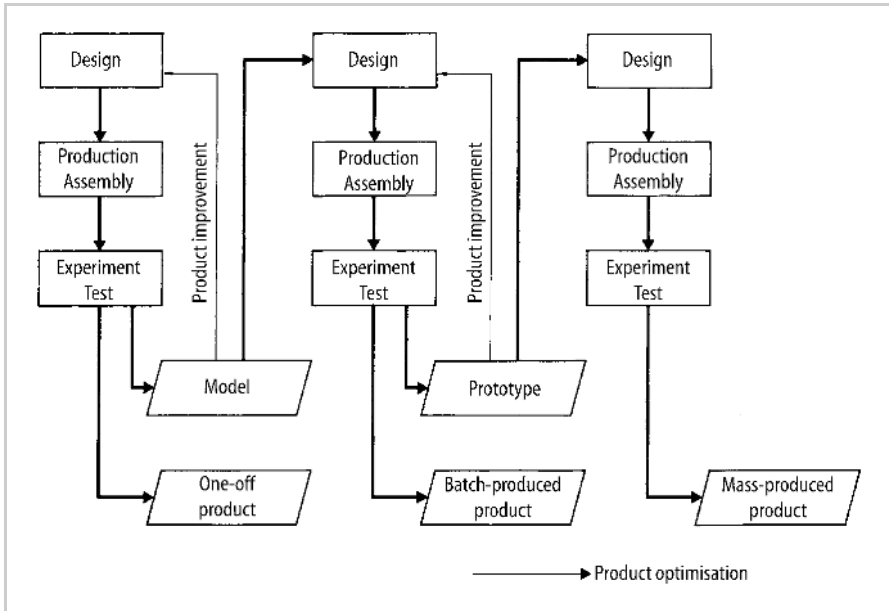 Design
Design
Design
Production
Assembly
Production
Assembly
Production
Assembly
Product improvement
Product improvement
Experiment
Test
Experiment
Test
Experiment
Test
Model
Prototype
One-off
product
Batch-produced
product
Mass-produced
product
Product optimisation